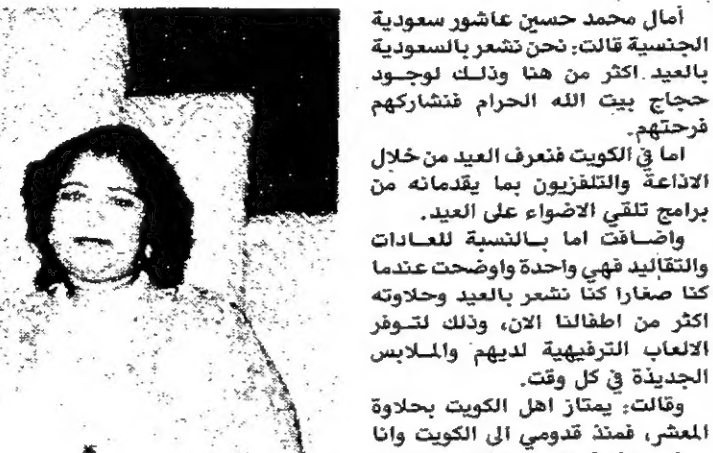 أمال محمد حسين عاشور سعودية
الجنسية قالت: نحن نشعر بالسعودية
بالعيد اكثر من هنا وذلك لوجود
حجاج بيت الله الحرام فنشاركهم
فرحتهم.
اما في الكويت فنعرف العيد من خلال
الاذاعة والتلفزيون بما يقدمانه من
برامج تلقي الاضواء على العيد.
واضافت اما بالنسبة للعادات
والتقاليد فهي واحدة واوضحت عندما
كنا صغارا كنا نشعر بالعيد وحلاوته
اكثر من اطفالنا الان، وذلك لتوفر
الالعاب الترفيهية لديهم والملابس
الجديدة في كل وقت.
وقالت: يمتاز اهل الكويت بحلاوة
المعشر، فمنذ قدومي الى الكويت وانا